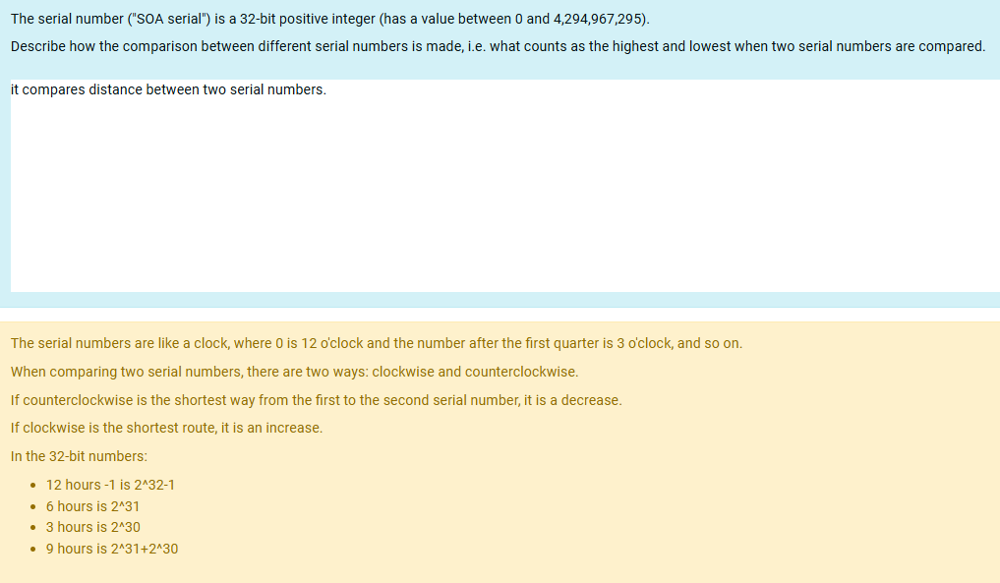 The serial number ("SOA serial") is a 32-bit positive integer (has a value between 0 and 4,294,967,295).
Describe how the comparison between different serial numbers is made, i.e. what counts as the highest and lowest when two serial numbers are compared.
it compares distance between two serial numbers.
The serial numbers are like a clock, where 0 is 12 o'clock and the number after the first quarter is 3 o'clock, and so on.
When comparing two serial numbers, there are two ways: clockwise and counterclockwise.
If counterclockwise is the shortest way from the first to the second serial number, it is a decrease.
If clockwise is the shortest route, it is an increase.
In the 32-bit numbers:
• 12 hours -1 is 2^32-1
• 6 hours is 2^31
• 3 hours is 2^30
• 9 hours is 2^31+2^30